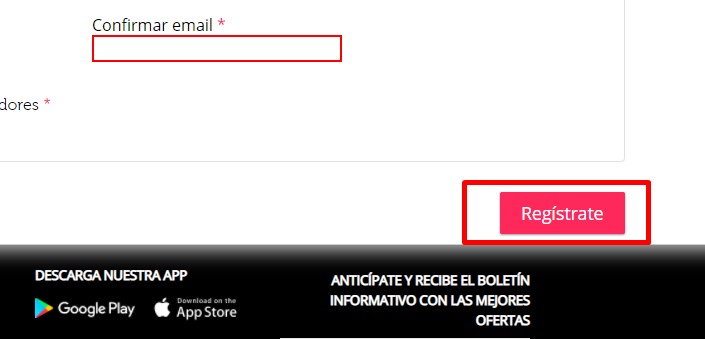 Confirmar email *
dores *
Regístrate
DESCARGA NUESTRA APP
Google Play
Download on the
App Store
ANTICÍPATE Y RECIBE EL BOLETÍN
INFORMATIVO CON LAS MEJORES
OFERTAS